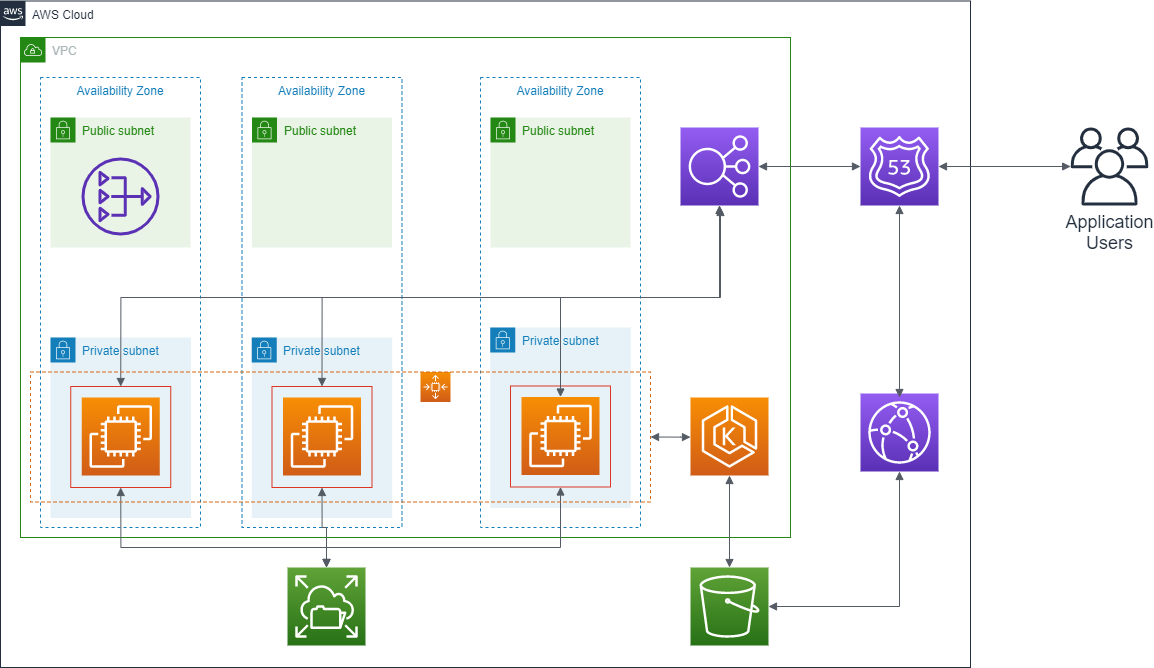 aws
AWS Cloud
VPC
Availability Zone
Availability Zone
Availability Zone
Public subnet
Public subnet
Public subnet
53
Application
Users
Private subnet
Private subnet
Private subnet
K